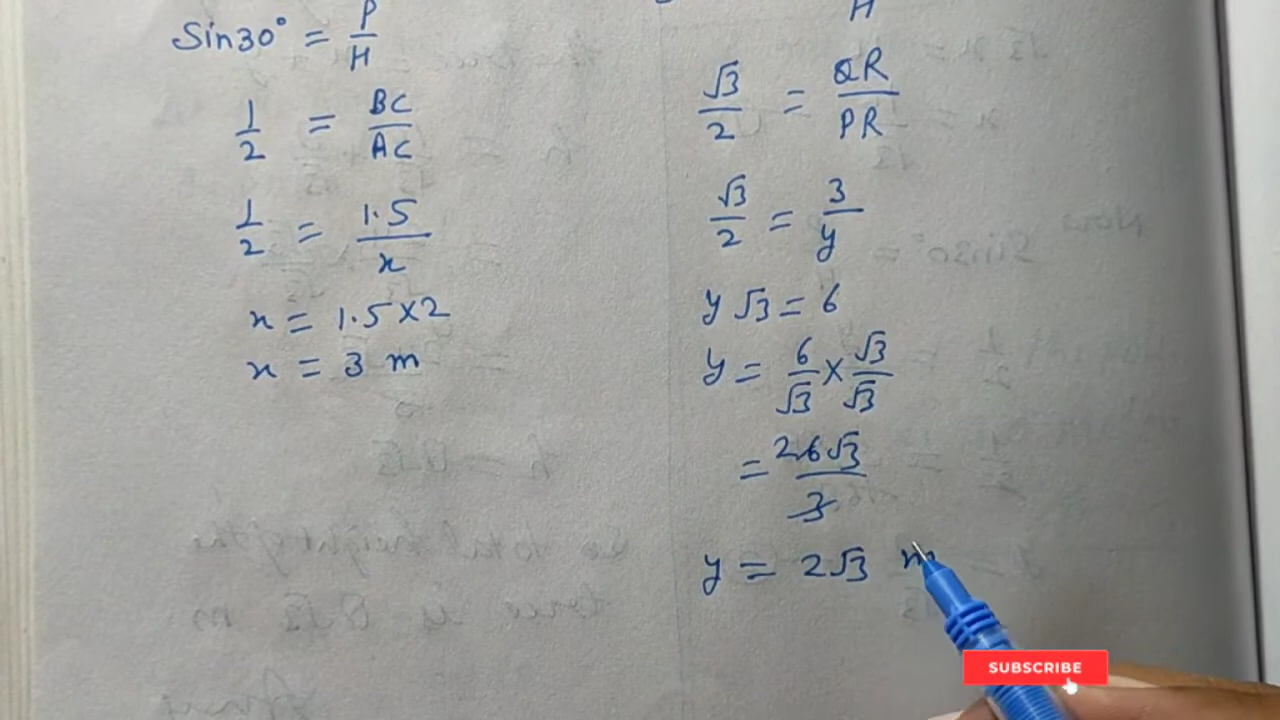 Sin30° = P/H
1/2 = BC/AC
1/2 = 1.5/x
x = 1.5×2
x = 3 m
H
√3/2 = QR/PR
√3/2 = 3/y
y √3 = 6
y = 6/√3 × √3/√3
= 2 6√3/3
y = 2√3 m
SUBSCRIBE